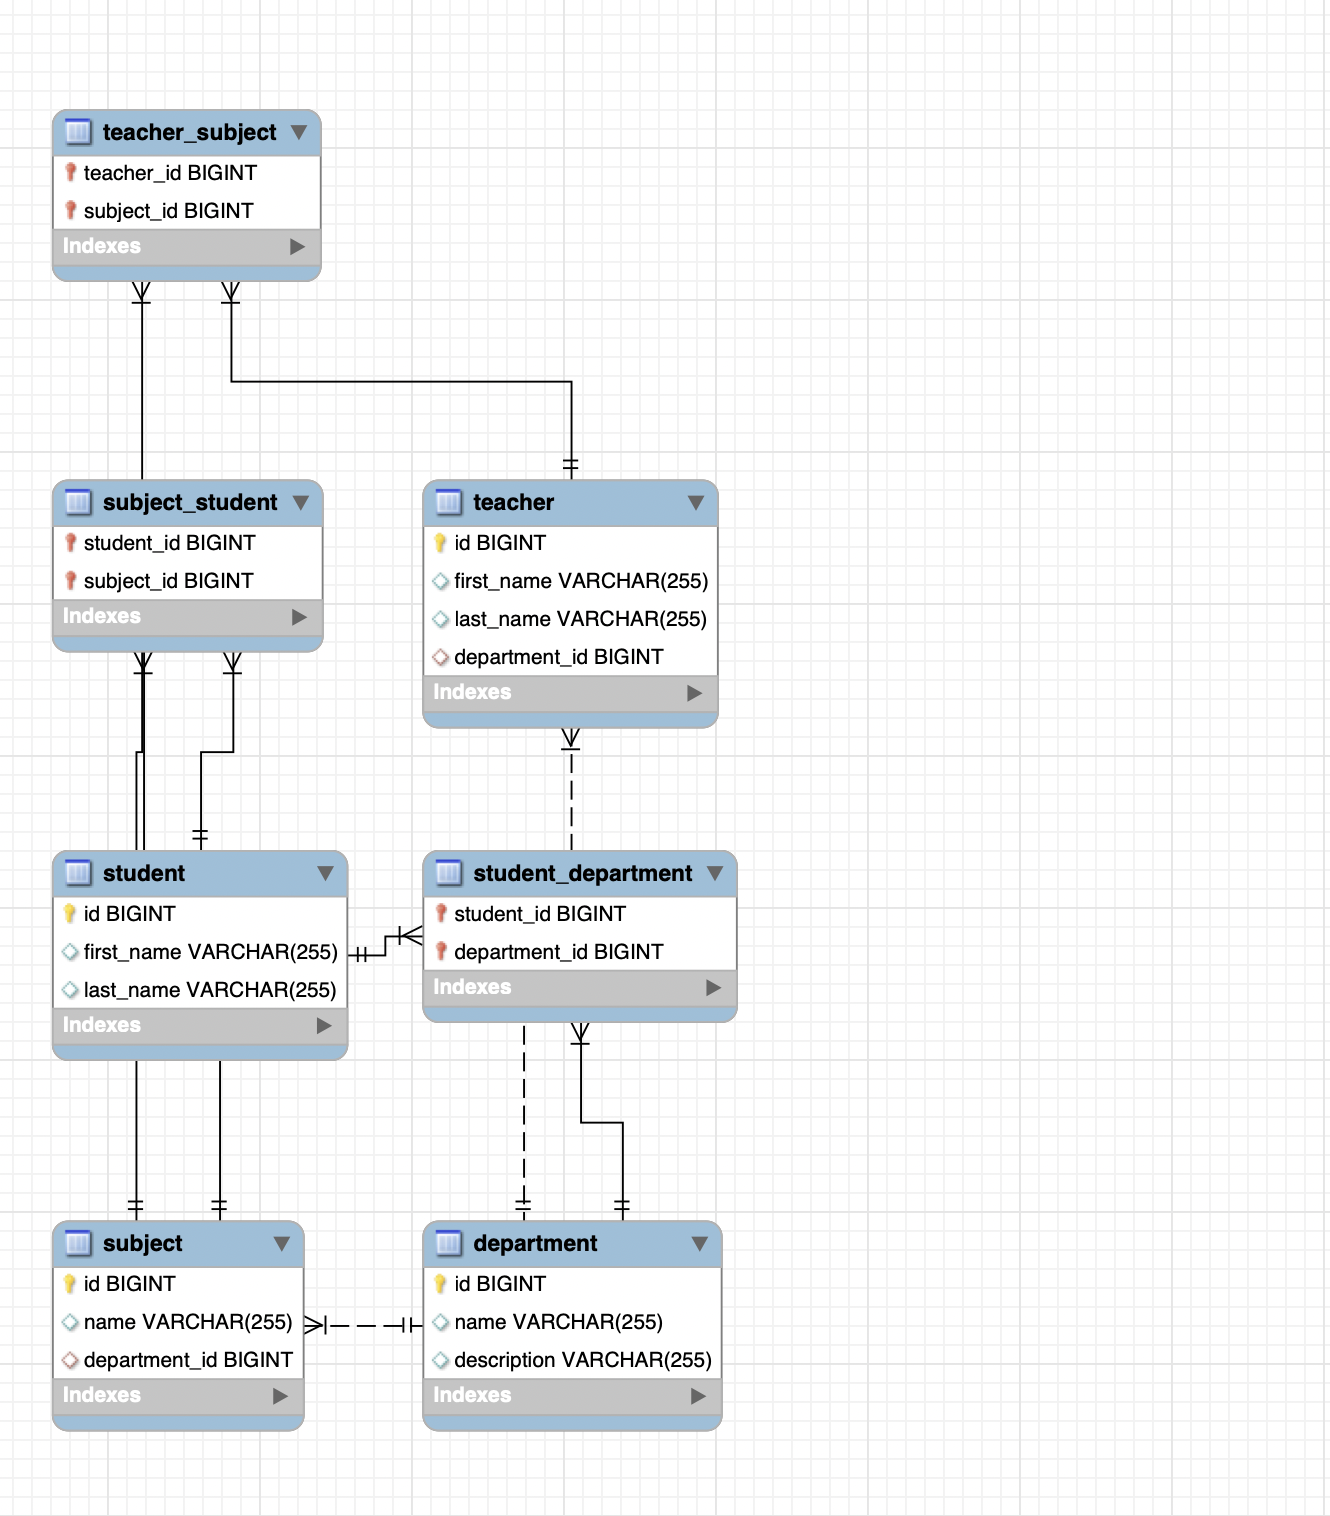 teacher_subject
teacher_id BIGINT
subject_id BIGINT
Indexes
subject_student
student_id BIGINT
subject_id BIGINT
Indexes
teacher
id BIGINT
first_name VARCHAR(255)
last_name VARCHAR(255)
department_id BIGINT
Indexes
student
id BIGINT
first_name VARCHAR(255)
last_name VARCHAR(255)
Indexes
student_department
student_id BIGINT
department_id BIGINT
Indexes
subject
id BIGINT
name VARCHAR(255)
department_id BIGINT
Indexes
department
id BIGINT
name VARCHAR(255)
description VARCHAR(255)
Indexes